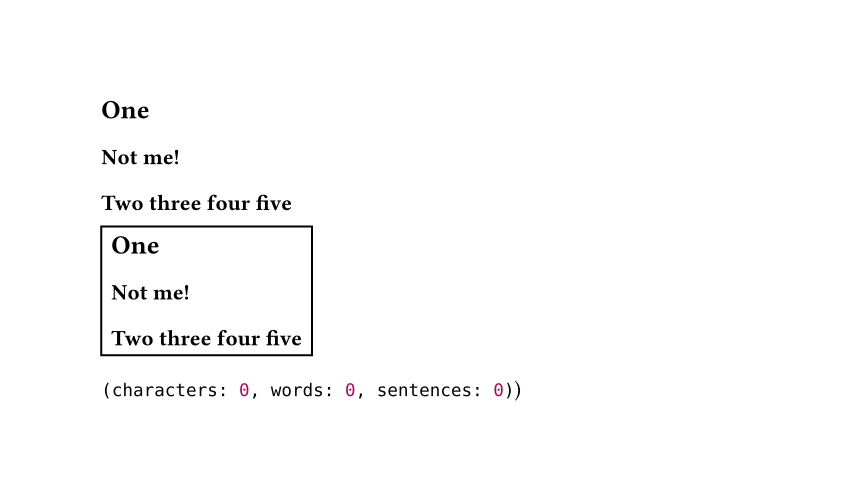 One
Not me!
Two three four five
One
Not me!
Two three four five
(characters: 0, words: 0, sentences: 0))